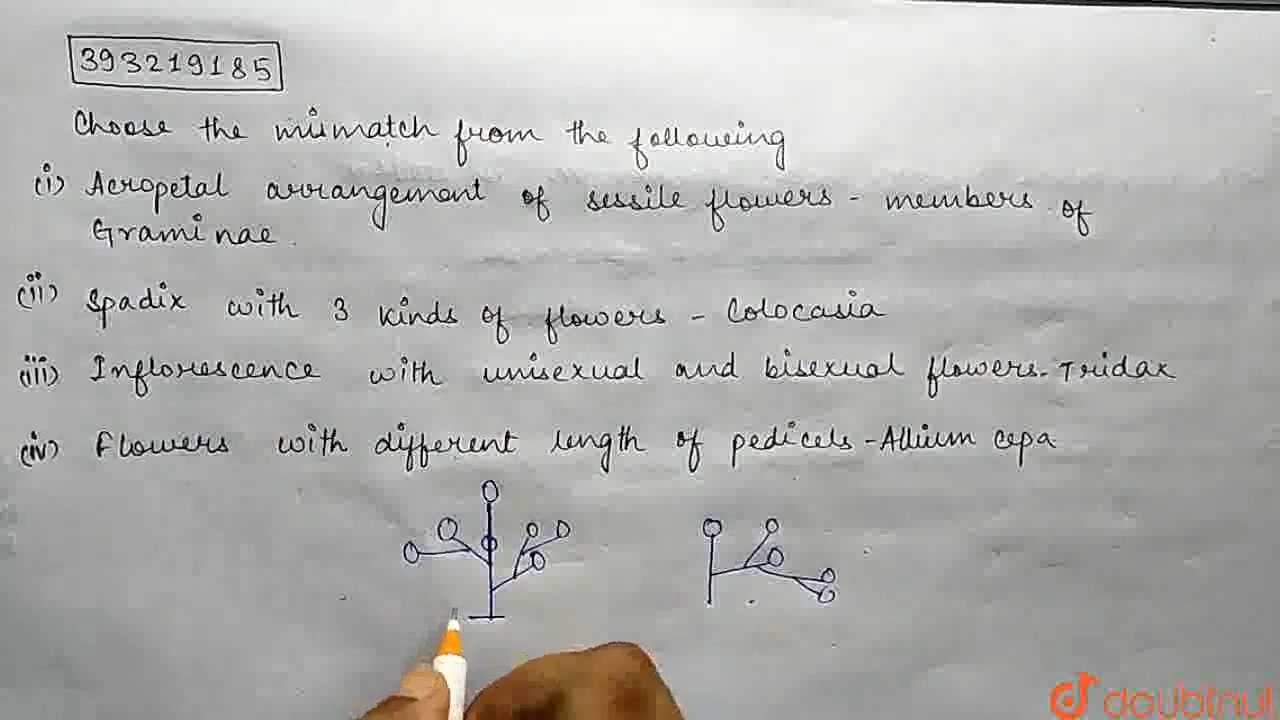 393219185
Choose the mismatch from the following
(i) Acropetal arrangement of sessile flowers - members of
Graminae.
(ii) Spadix with 3 kinds of flowers - Colocasia
(iii) Inflorescence with unisexual and bisexual flowers - Tridax
(iv) Flowers with different length of pedicels - Allium cepa
doubtnut